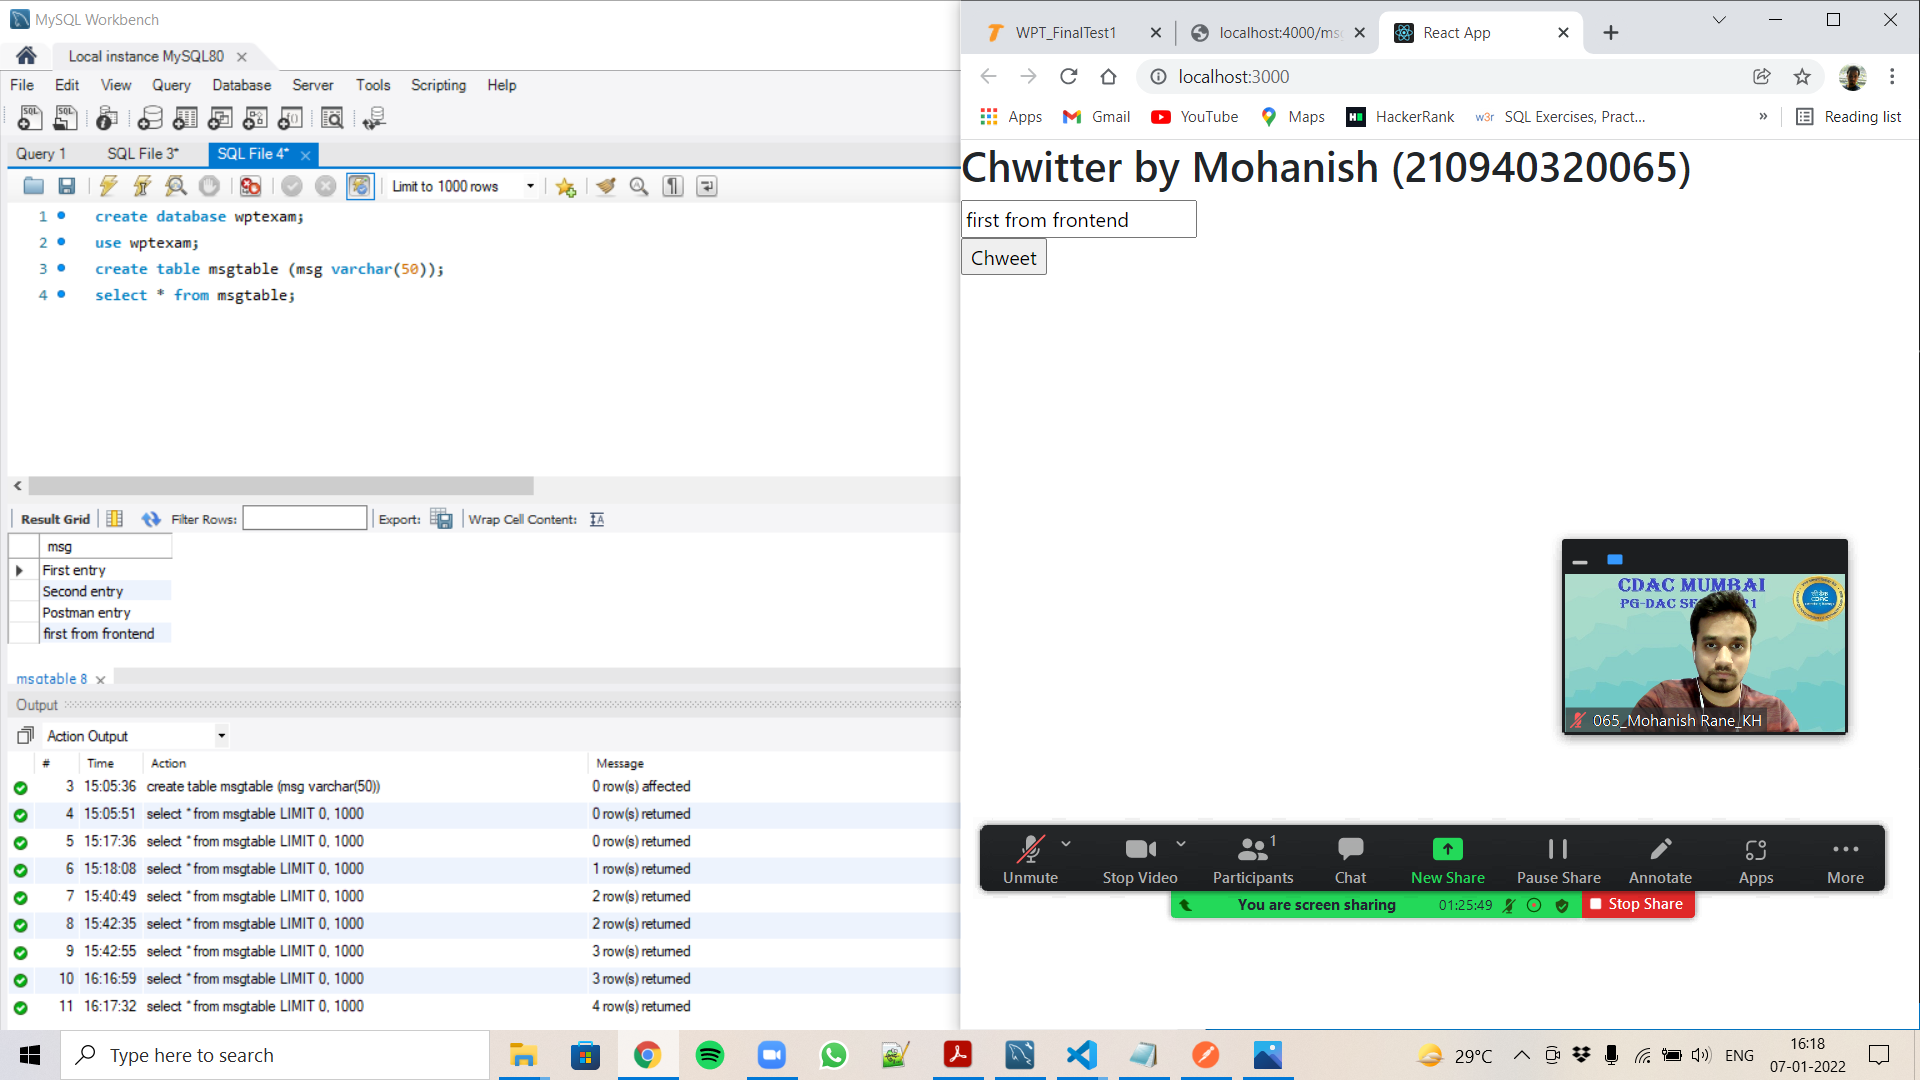 MySQL Workbench
Local instance MySQL80
File Edit View Query Database Server Tools Scripting Help
Query 1 SQL File 3* SQL File 4*
Limit to 1000 rows
1 create database wptexam;
2 use wptexam;
3 create table msgtable (msg varchar(50));
4 select * from msgtable;
Result Grid Filter Rows: Export: Wrap Cell Content:
msg
First entry
Second entry
Postman entry
first from frontend
msgtable 8
Output
Action Output
# Time Action Message
3 15:05:36 create table msgtable (msg varchar(50)) 0 row(s) affected
4 15:05:51 select * from msgtable LIMIT 0, 1000 0 row(s) returned
5 15:17:36 select * from msgtable LIMIT 0, 1000 0 row(s) returned
6 15:18:08 select * from msgtable LIMIT 0, 1000 1 row(s) returned
7 15:40:49 select * from msgtable LIMIT 0, 1000 2 row(s) returned
8 15:42:35 select * from msgtable LIMIT 0, 1000 2 row(s) returned
9 15:42:55 select * from msgtable LIMIT 0, 1000 3 row(s) returned
10 16:16:59 select * from msgtable LIMIT 0, 1000 3 row(s) returned
11 16:17:32 select * from msgtable LIMIT 0, 1000 4 row(s) returned
WPT_FinalTest1 localhost:4000/ms React App
localhost:3000
Apps Gmail YouTube Maps HackerRank w3r SQL Exercises, Pract... » Reading list
Chwitter by Mohanish (210940320065)
first from frontend
Chweet
CDAC MUMBAI
PG-DAC
065_Mohanish Rane_KH
Unmute Stop Video Participants 1 Chat New Share Pause Share Annotate Apps More
You are screen sharing 01:25:49 Stop Share
Type here to search
29°C ENG
16:18
07-01-2022